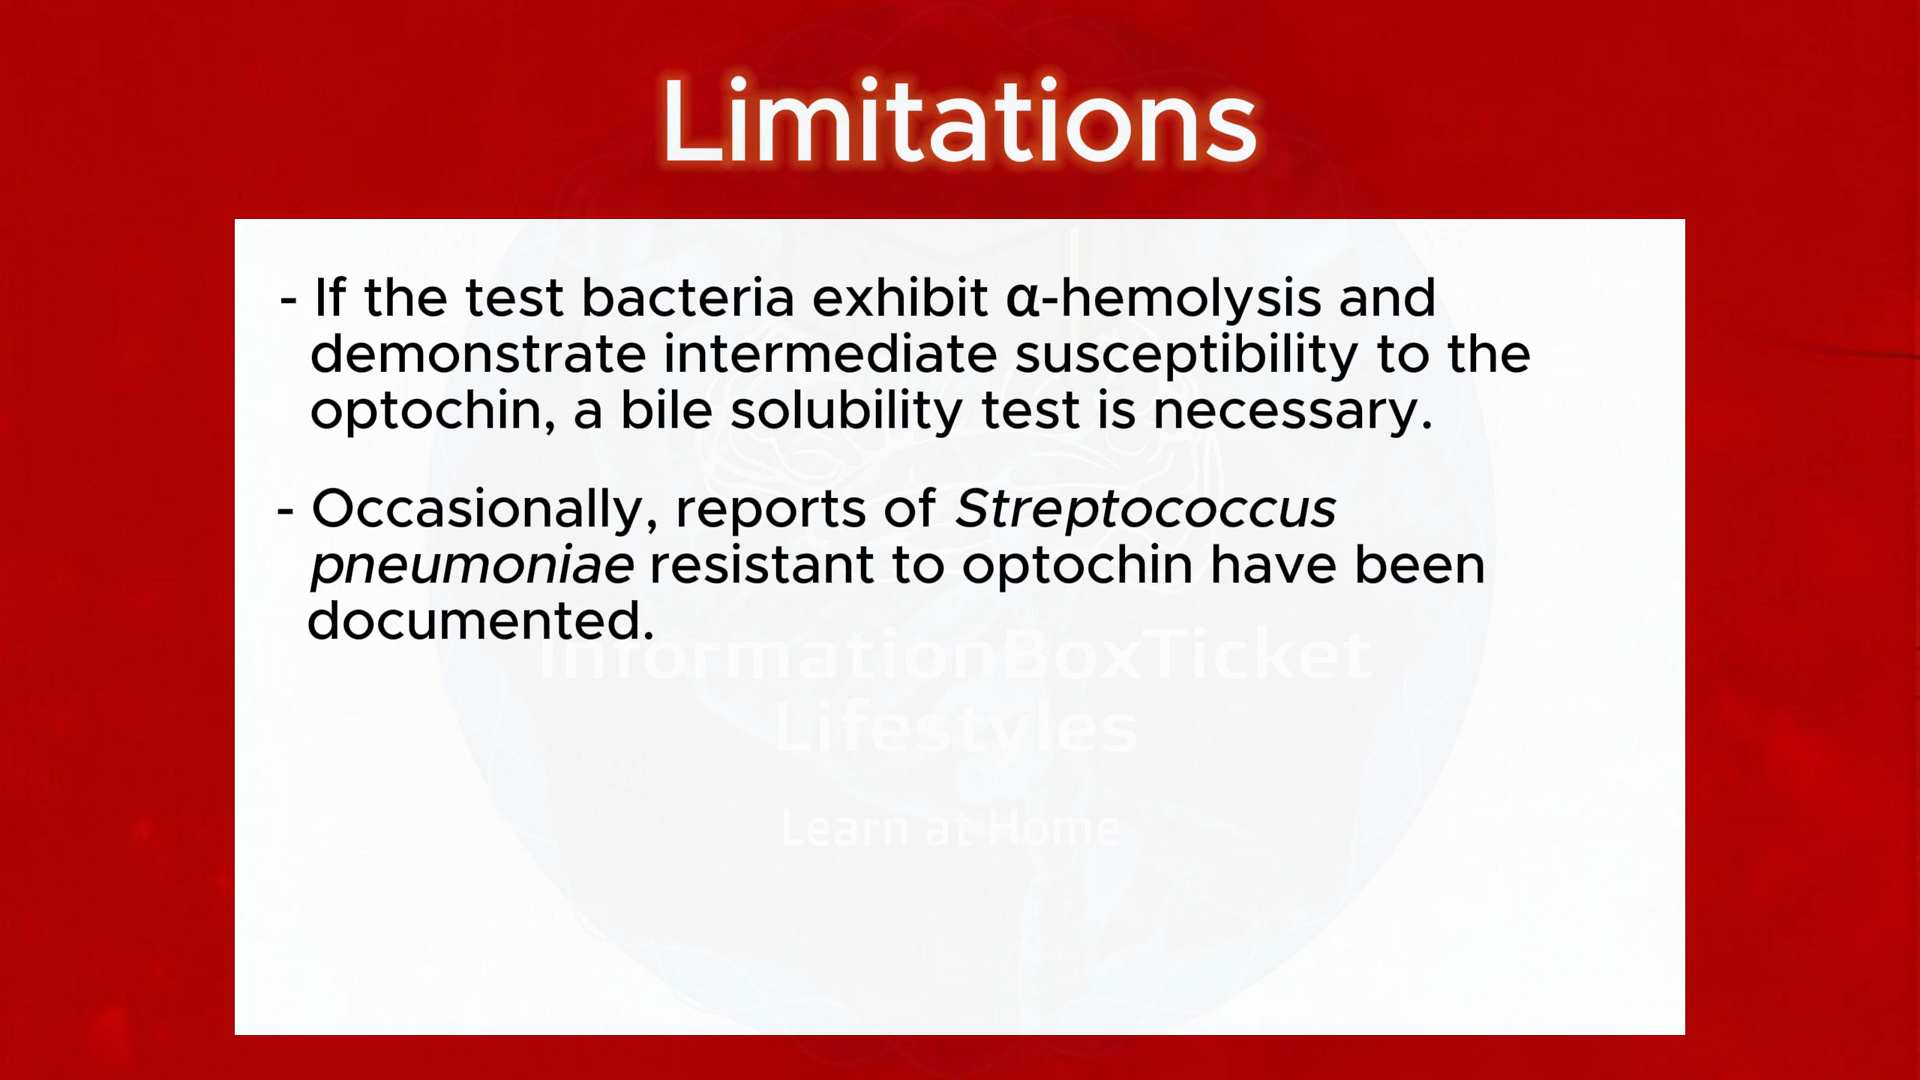 Limitations
- If the test bacteria exhibit α-hemolysis and
demonstrate intermediate susceptibility to the
optochin, a bile solubility test is necessary.
- Occasionally, reports of Streptococcus
pneumoniae resistant to optochin have been
documented.
InformationBoxTicket
Lifestyles
Learn at Home